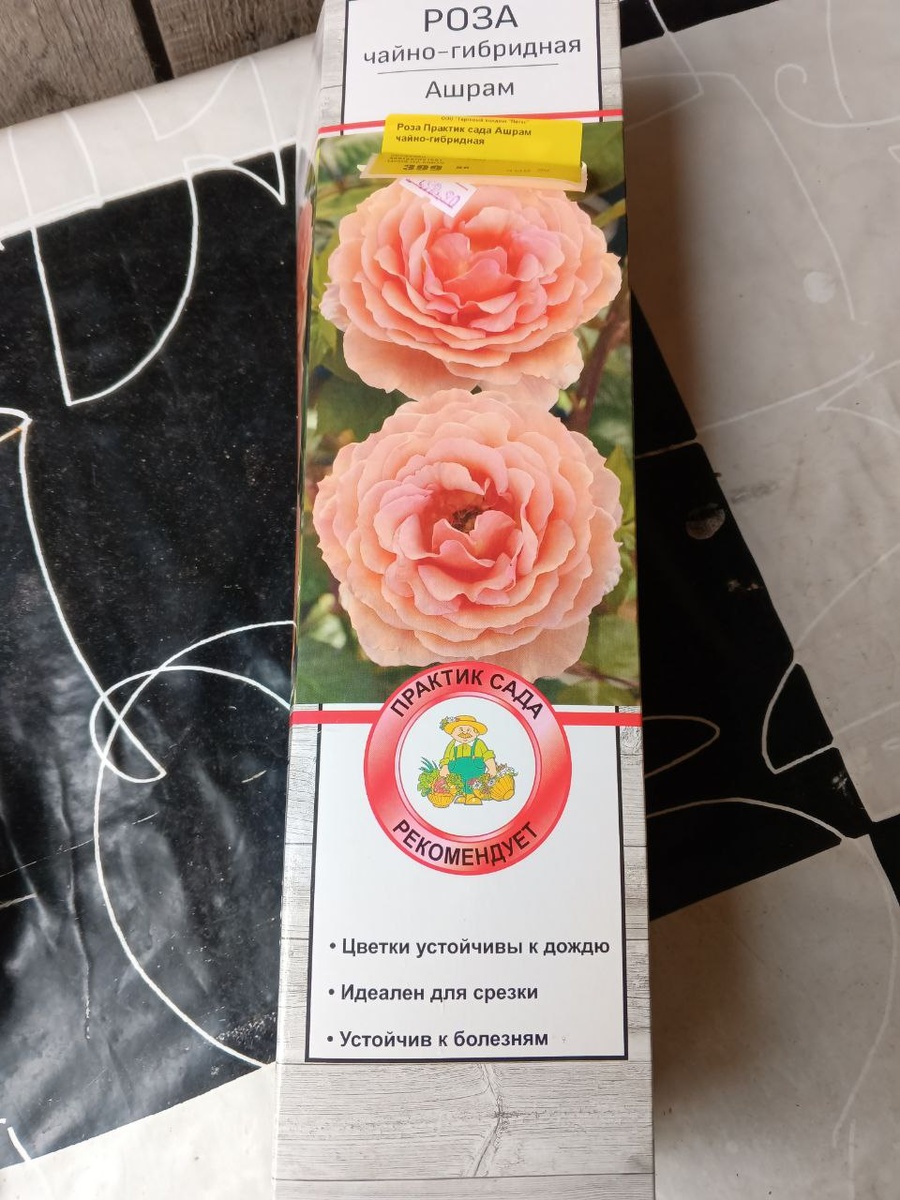 РОЗА
чайно-гибридная
Ашрам
Роза Практик сада Ашрам
чайно-гибридная
399
ПРАКТИК САДА
РЕКОМЕНДУЕТ
• Цветки устойчивы к дождю
• Идеален для срезки
• Устойчив к болезням